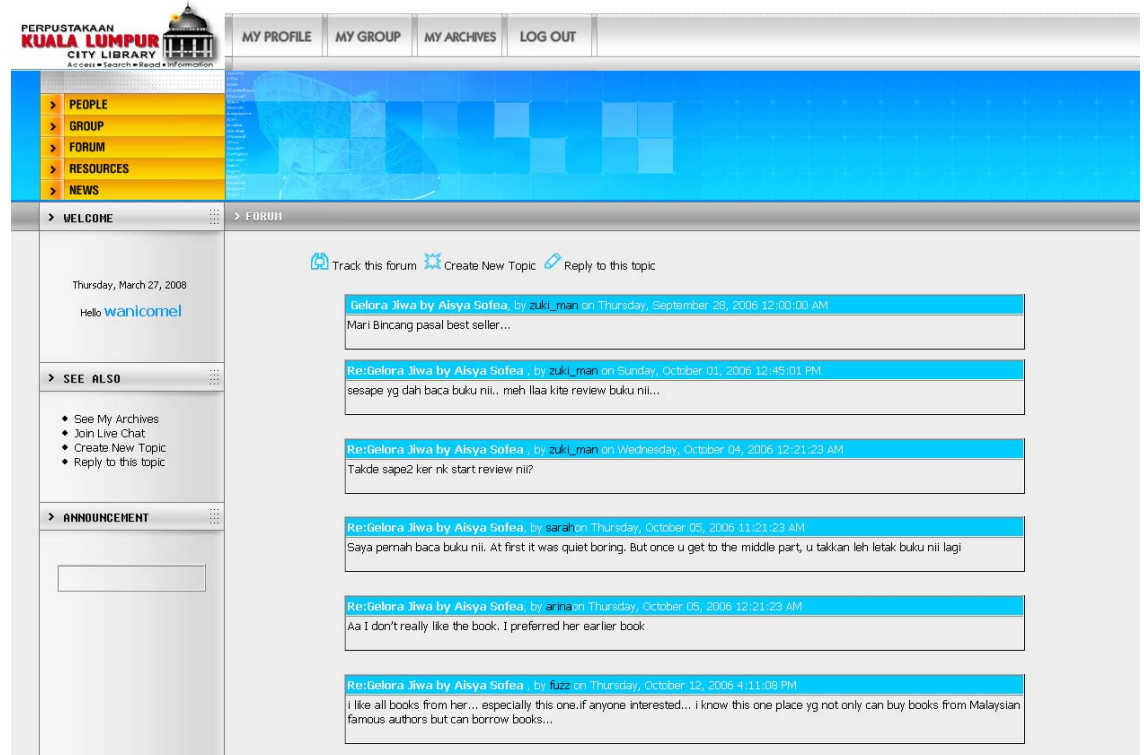 PERPUSTAKAAN
KUALA LUMPUR
CITY LIBRARY
Access Search Read Information
MY PROFILE MY GROUP MY ARCHIVES LOG OUT
> PEOPLE
> GROUP
> FORUM
> RESOURCES
> NEWS
> WELCOME
> FORUM
Thursday, March 27, 2008
Hello wanicomel
> SEE ALSO
See My Archives
Join Live Chat
Create New Topic
Reply to this topic
> ANNOUNCEMENT
Track this forum Create New Topic Reply to this topic
Gelora Jiwa by Aisya Sofea, by zuki_man on Thursday, September 28, 2006 12:00:00 AM
Mari Bincang pasal best seller...
Re:Gelora Jiwa by Aisya Sofea , by zuki_man on Sunday, October 01, 2006 12:45:01 PM
sesape yg dah baca buku nii.. meh llaa kite review buku nii...
Re:Gelora Jiwa by Aisya Sofea , by zuki_man on Wednesday, October 04, 2006 12:21:23 AM
Takde sape2 ker nk start review nii?
Re:Gelora Jiwa by Aisya Sofea, by sarahon Thursday, October 05, 2006 11:21:23 AM
Saya pernah baca buku nii. At first it was quiet boring. But once u get to the middle part, u takkan leh letak buku nii lagi
Re:Gelora Jiwa by Aisya Sofea, by arinaon Thursday, October 05, 2006 12:21:23 AM
Aa I don't really like the book. I preferred her earlier book
Re:Gelora Jiwa by Aisya Sofea , by fuzz on Thursday, October 12, 2006 4:11:08 PM
i like all books from her... especially this one.if anyone interested... i know this one place yg not only can buy books from Malaysian
famous authors but can borrow books...